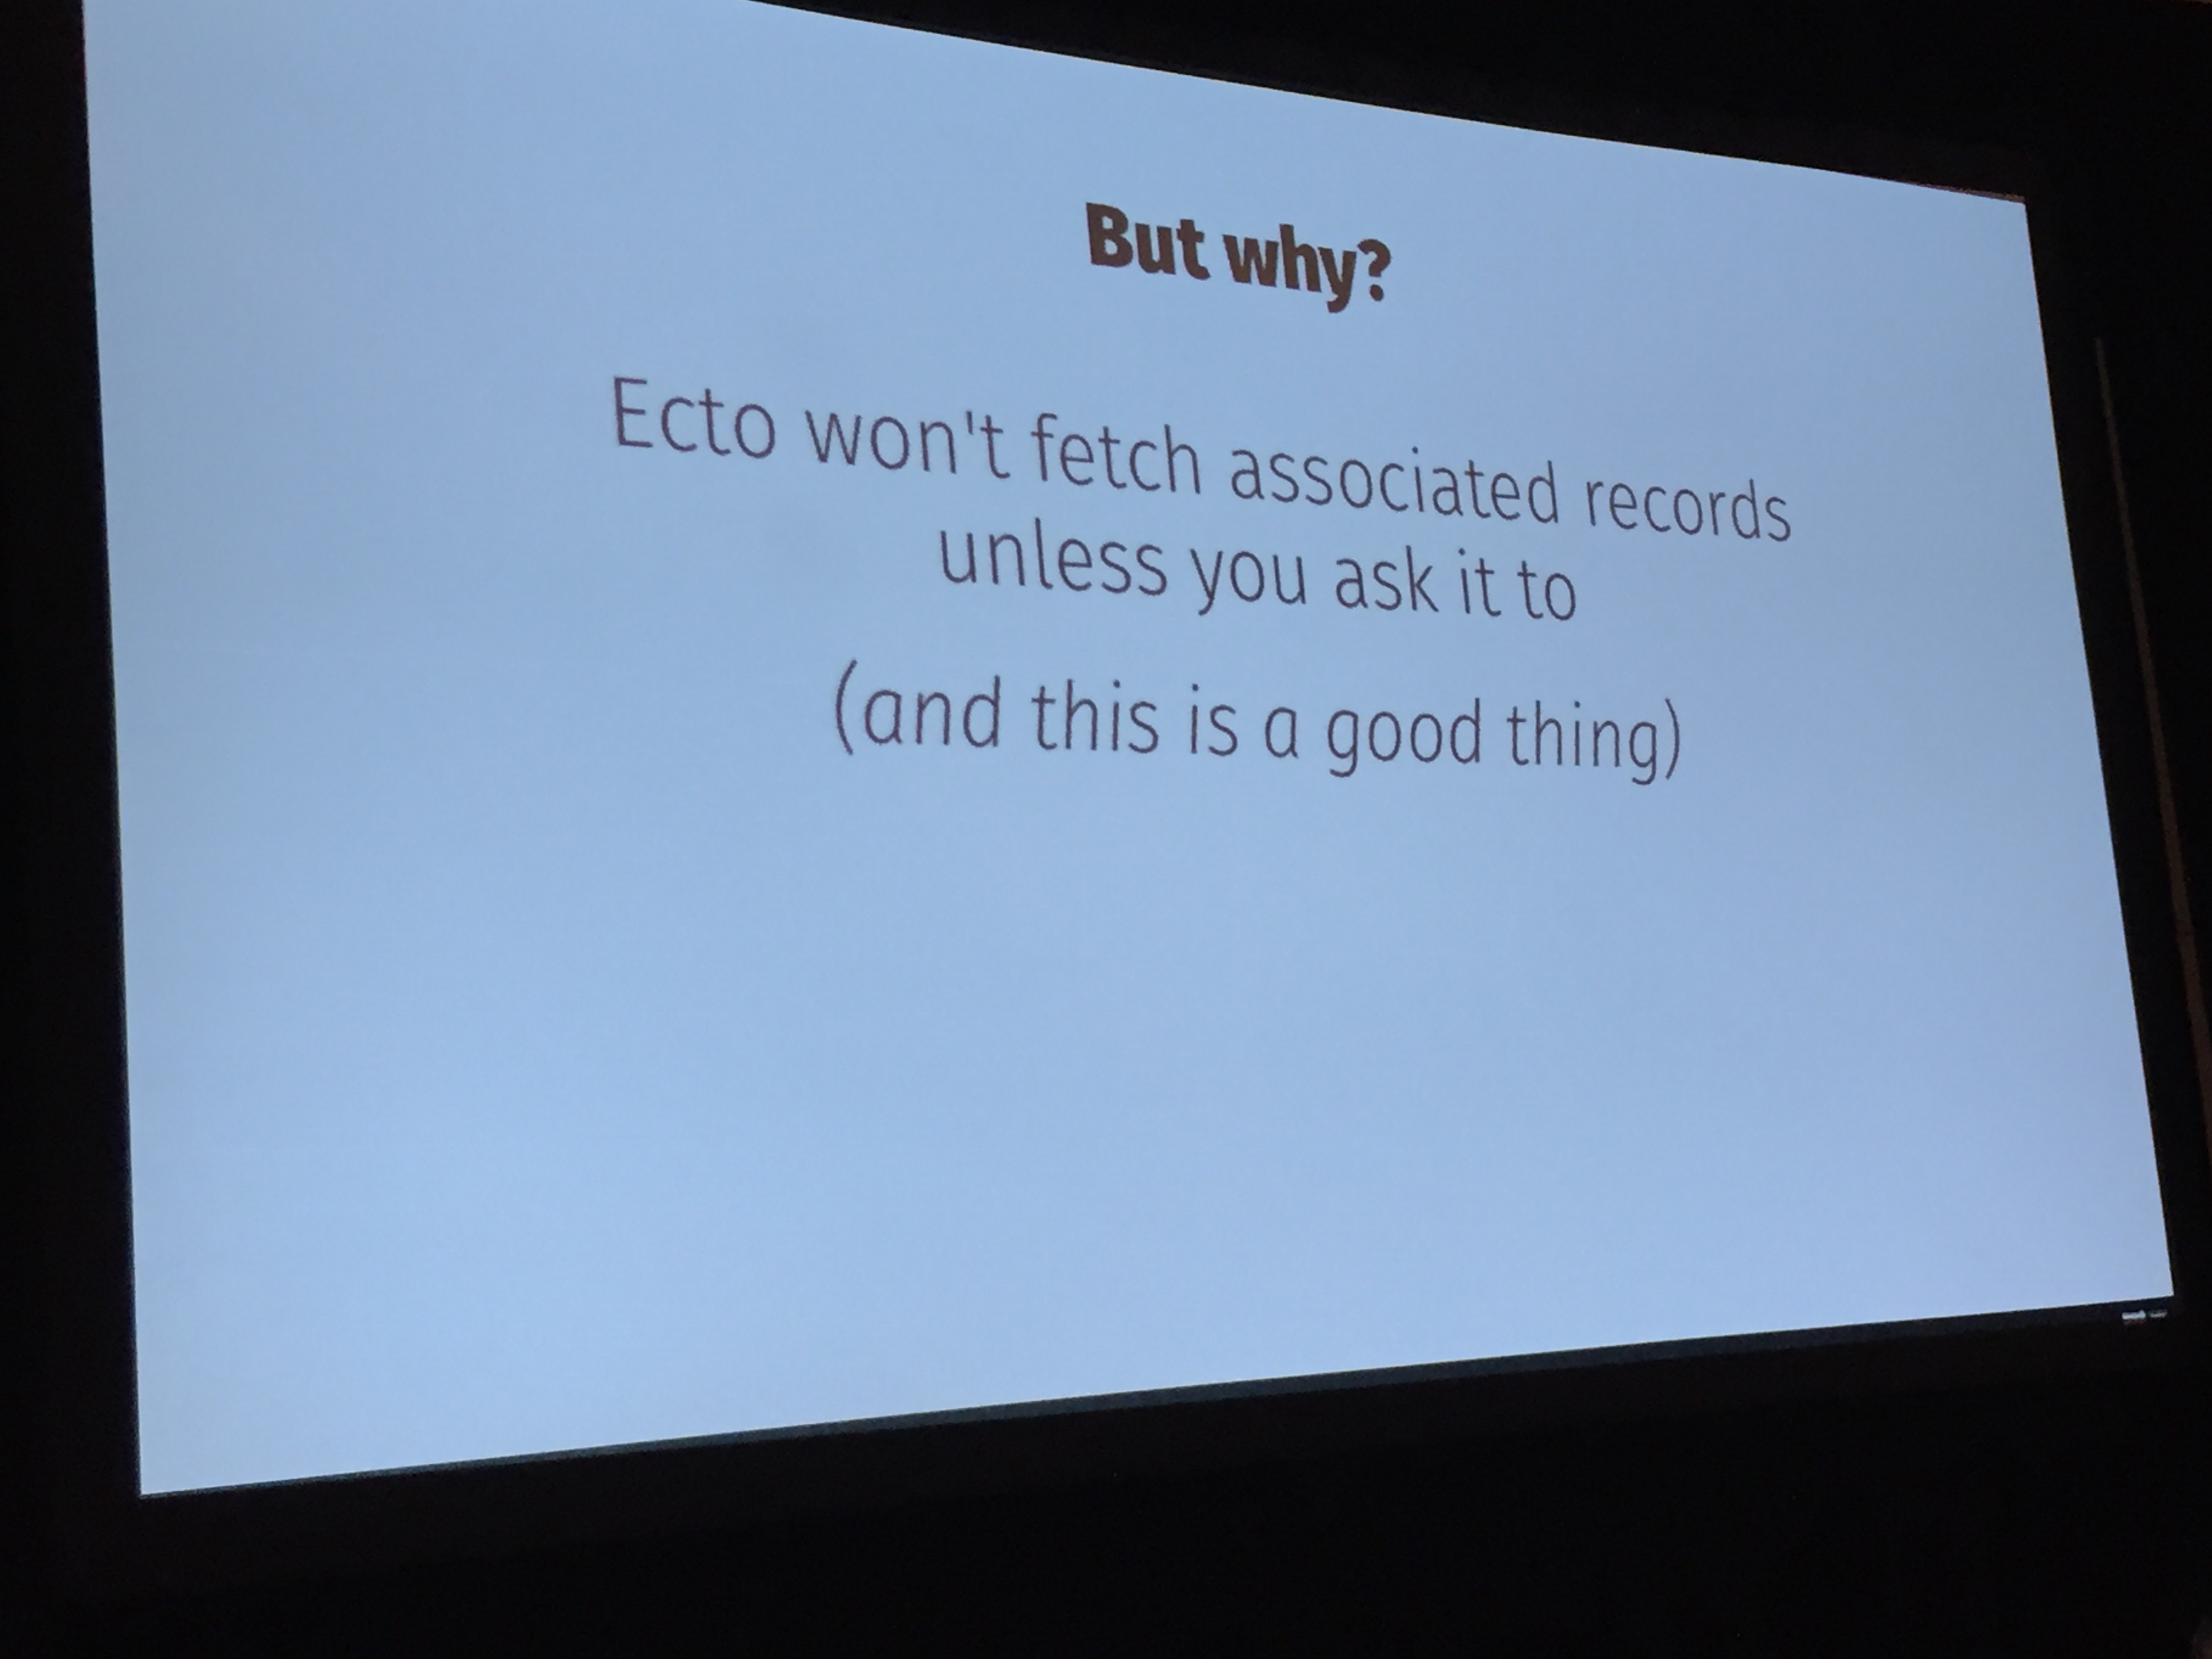 But why?
Ecto won't fetch associated records
unless you ask it to
(and this is a good thing)